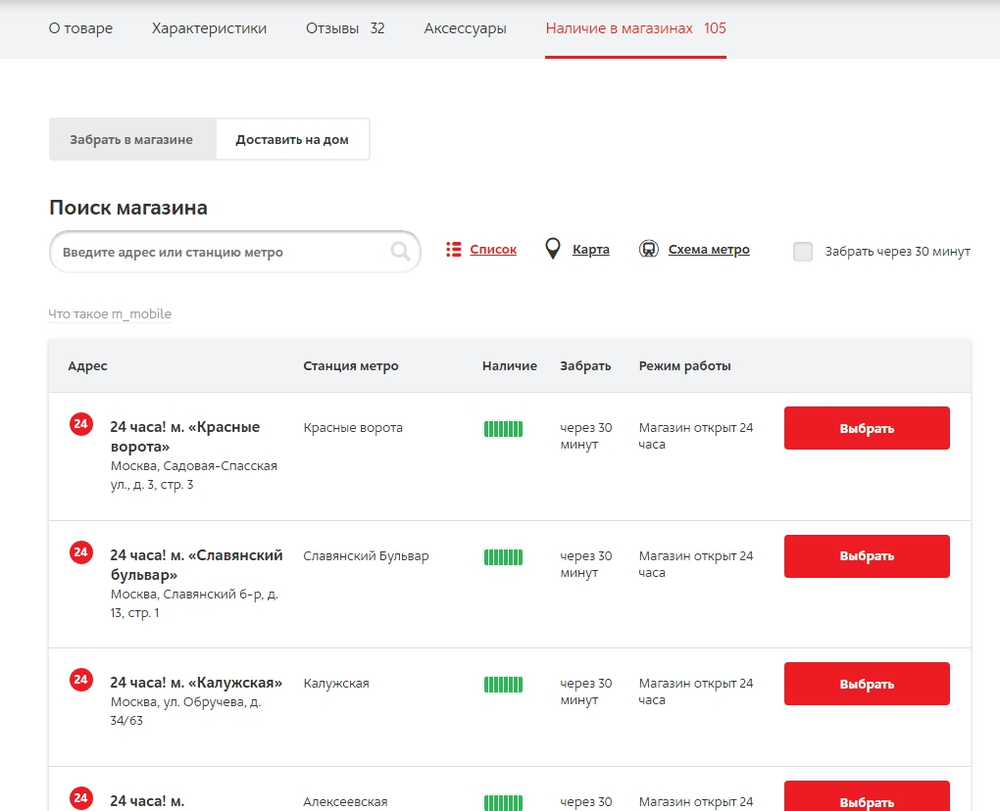 О товаре Характеристики Отзывы 32 Аксессуары Наличие в магазинах 105
Забрать в магазине Доставить на дом
Поиск магазина
Введите адрес или станцию метро Список Карта Схема метро Забрать через 30 минут
Что такое m_mobile
Адрес Станция метро Наличие Забрать Режим работы
24 24 часа! м. «Красные Красные ворота через 30 Магазин открыт 24 Выбрать
ворота» минут часа
Москва, Садовая-Спасская
ул., д. 3, стр. 3
24 24 часа! м. «Славянский Славянский Бульвар через 30 Магазин открыт 24 Выбрать
бульвар» минут часа
Москва, Славянский б-р, д.
13, стр. 1
24 24 часа! м. «Калужская» Калужская через 30 Магазин открыт 24 Выбрать
Москва, ул. Обручева, д. минут часа
34/63
24 24 часа! м. Алексеевская через 30 Магазин открыт 24 Выбрать